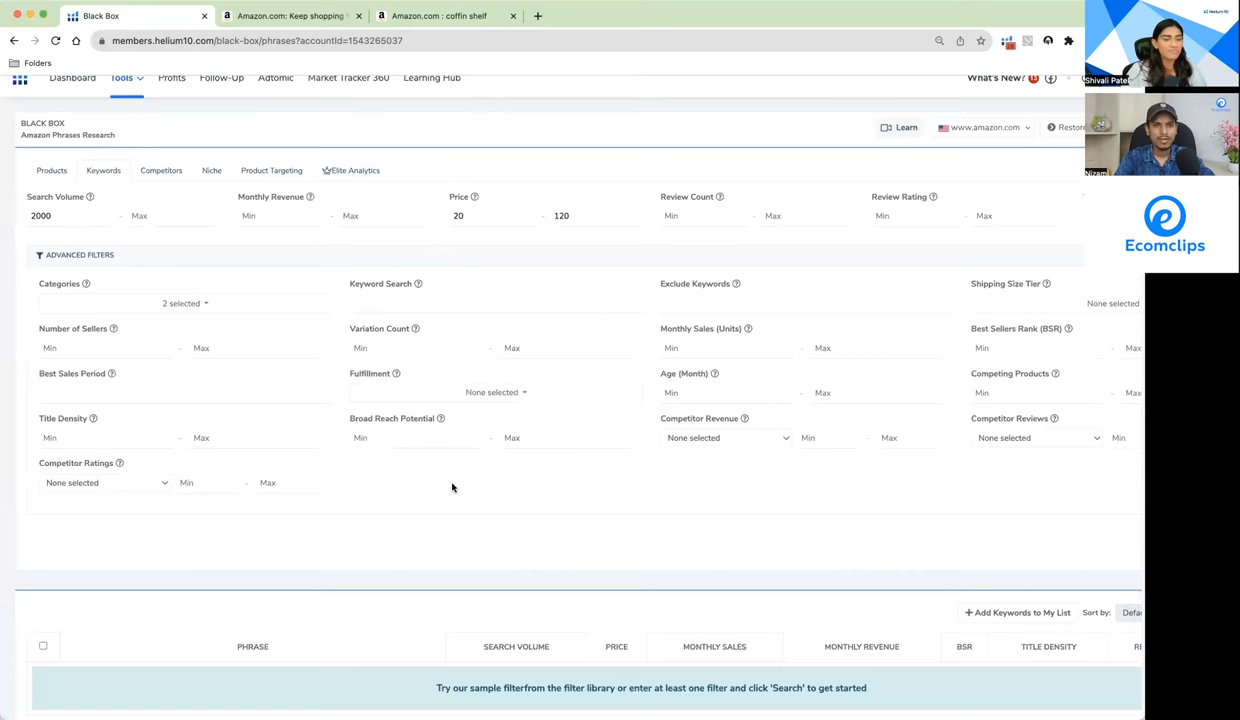 Black Box
Amazon.com: Keep shopping
Amazon.com : coffin shelf
members.helium10.com/black-box/phrases?accountId=1543265037
28
Folders
Dashboard Tools Profits Follow-Up Adtomic Market Tracker 360 Learning Hub What's New?
Helium10
Shivali Patel
Nizam
Ecomclips
BLACK BOX
Amazon Phrases Research
Learn www.amazon.com Restore
Products Keywords Competitors Niche Product Targeting Elite Analytics
Search Volume Monthly Revenue Price Review Count Review Rating
2000 - Max Min - Max 20 - 120 Min - Max Min - Max
ADVANCED FILTERS
Categories Keyword Search Exclude Keywords Shipping Size Tier
2 selected None selected
Number of Sellers Variation Count Monthly Sales (Units) Best Sellers Rank (BSR)
Min - Max Min - Max Min - Max Min - Max
Best Sales Period Fulfillment Age (Month) Competing Products
None selected Min - Max Min - Max
Title Density Broad Reach Potential Competitor Revenue Competitor Reviews
Min - Max Min - Max None selected Min - Max None selected Min
Competitor Ratings
None selected Min - Max
+ Add Keywords to My List Sort by: Defa
PHRASE SEARCH VOLUME PRICE MONTHLY SALES MONTHLY REVENUE BSR TITLE DENSITY RE
Try our sample filterfrom the filter library or enter at least one filter and click 'Search' to get started